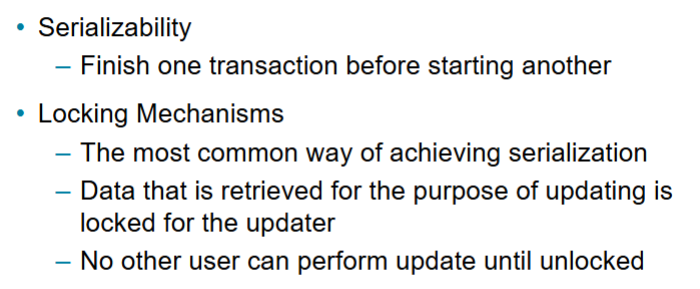 • Serializability
– Finish one transaction before starting another
• Locking Mechanisms
– The most common way of achieving serialization
– Data that is retrieved for the purpose of updating is
locked for the updater
– No other user can perform update until unlocked